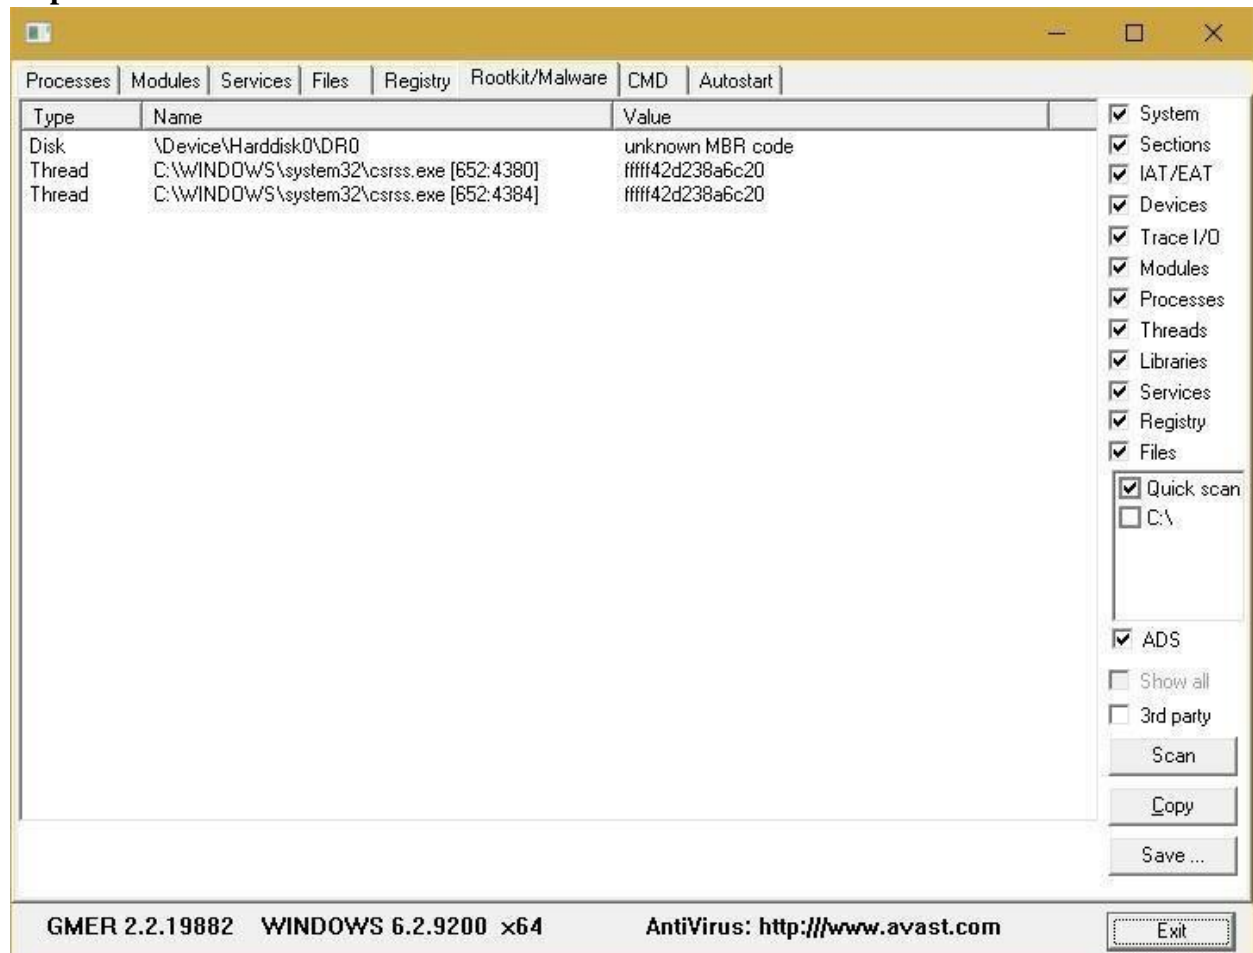 Processes Modules Services Files Registry Rootkit/Malware CMD Autostart
Type Name Value
Disk \Device\Harddisk0\DR0 unknown MBR code
Thread C:\WINDOWS\system32\csrss.exe [652:4380] fffff42d238a6c20
Thread C:\WINDOWS\system32\csrss.exe [652:4384] fffff42d238a6c20
System
Sections
IAT/EAT
Devices
Trace I/O
Modules
Processes
Threads
Libraries
Services
Registry
Files
Quick scan
C:\
ADS
Show all
3rd party
Scan
Copy
Save ...
GMER 2.2.19882 WINDOWS 6.2.9200 x64 AntiVirus: http:///www.avast.com Exit